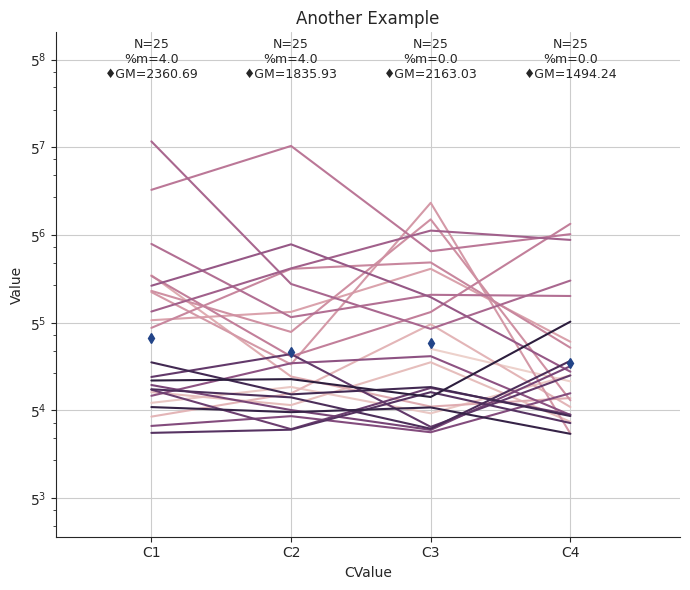 Another Example
N=25 N=25 N=25 N=25
%m=4.0 %m=4.0 %m=0.0 %m=0.0
♦GM=2360.69 ♦GM=1835.93 ♦GM=2163.03 ♦GM=1494.24
5⁸
5⁷
5⁶
5⁵
5⁴
5³
Value
C1 C2 C3 C4
CValue